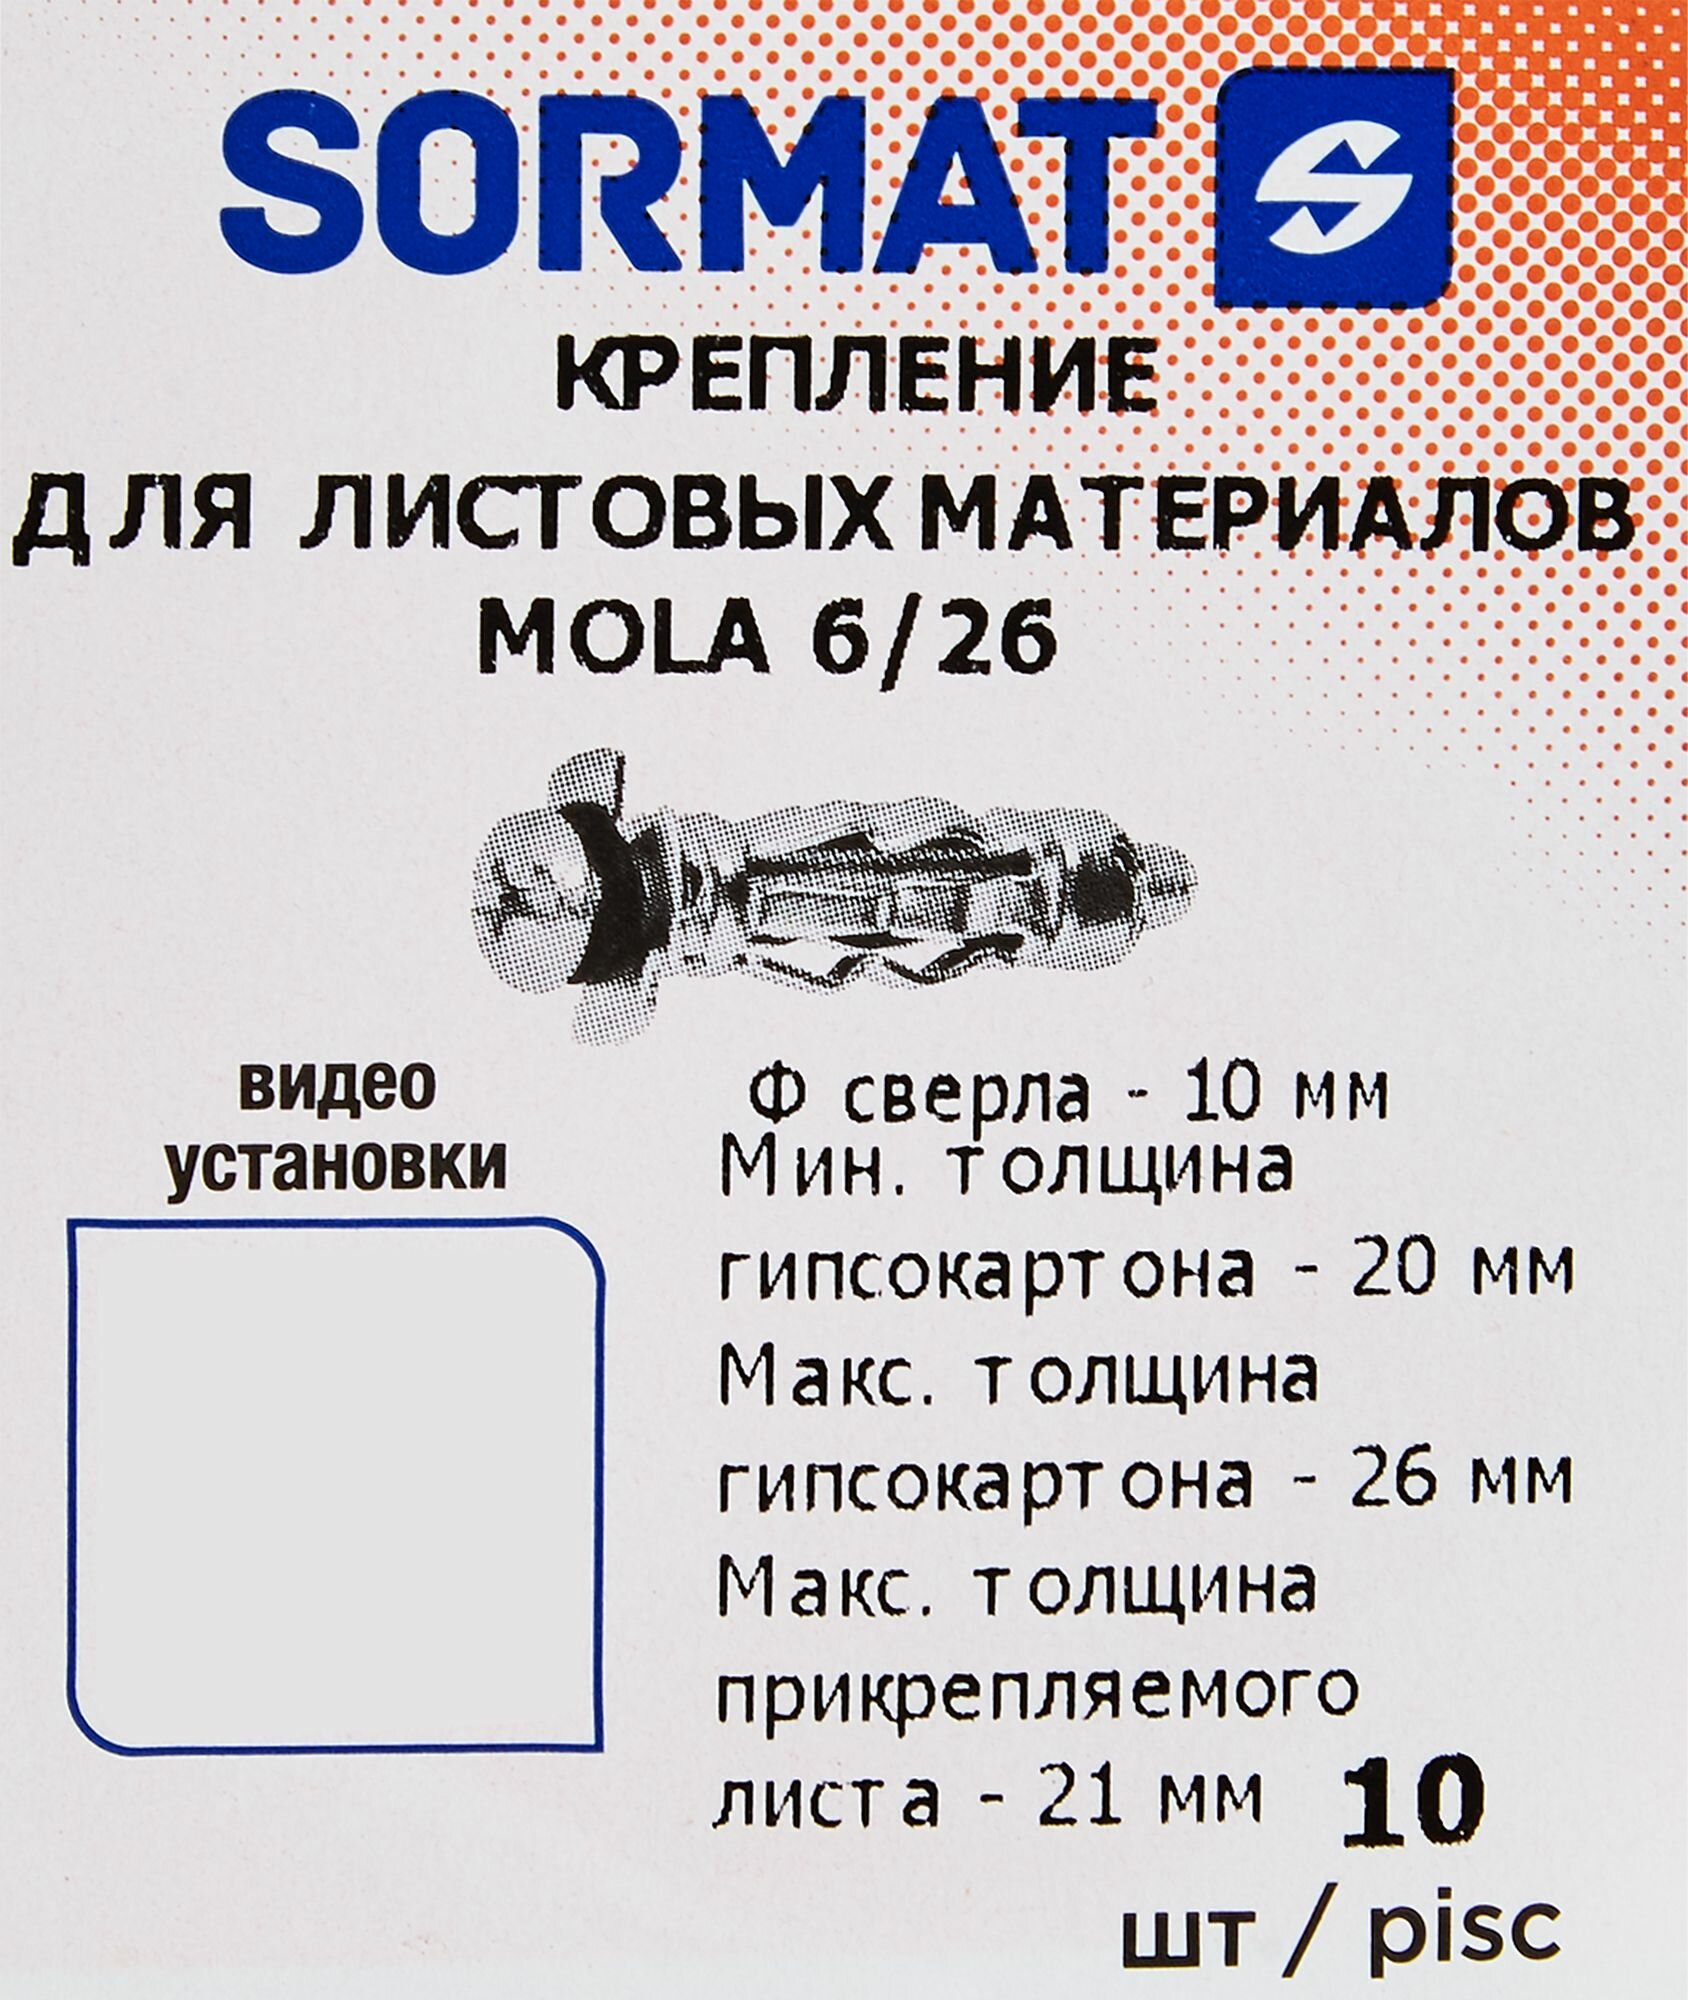 SORMAT
КРЕПЛЕНИЕ
ДЛЯ ЛИСТОВЫХ МАТЕРИАЛОВ
MOLA 6/26
видео
установки
Ф сверла - 10 мм
Мин. толщина
гипсокартона - 20 мм
Макс. толщина
гипсокартона - 26 мм
Макс. толщина
прикрепляемого
листа - 21 мм 10
шт / pisc